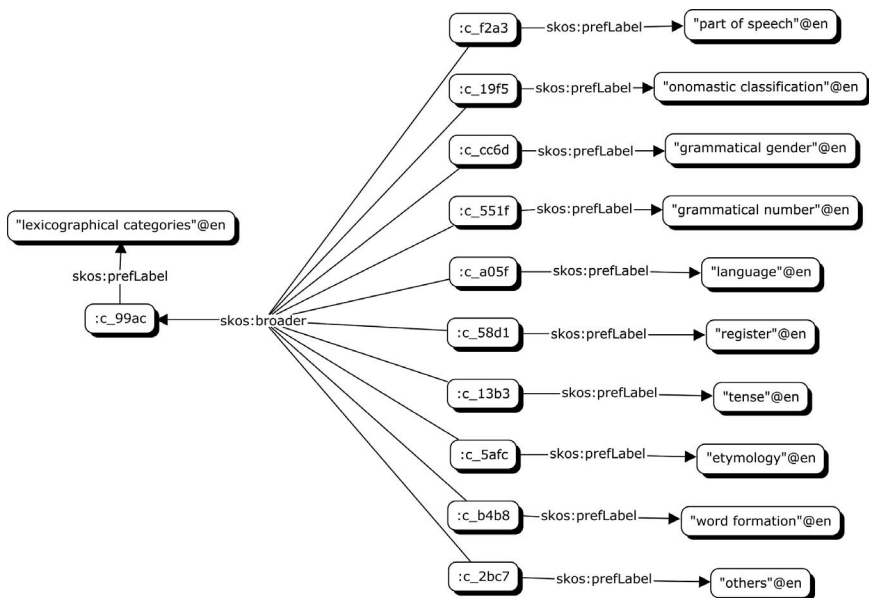 :c_f2a3 skos:prefLabel "part of speech"@en
:c_19f5 skos:prefLabel "onomastic classification"@en
:c_cc6d skos:prefLabel "grammatical gender"@en
:c_551f skos:prefLabel "grammatical number"@en
"lexicographical categories"@en
:c_a05f skos:prefLabel "language"@en
skos:prefLabel
:c_99ac skos:broader
:c_58d1 skos:prefLabel "register"@en
:c_13b3 skos:prefLabel "tense"@en
:c_5afc skos:prefLabel "etymology"@en
:c_b4b8 skos:prefLabel "word formation"@en
:c_2bc7 skos:prefLabel "others"@en